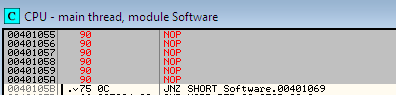 C CPU - main thread, module Software
00401055 90 NOP
00401056 90 NOP
00401057 90 NOP
00401058 90 NOP
00401059 90 NOP
0040105A 90 NOP
0040105B .▾75 0C JNZ SHORT Software.00401069